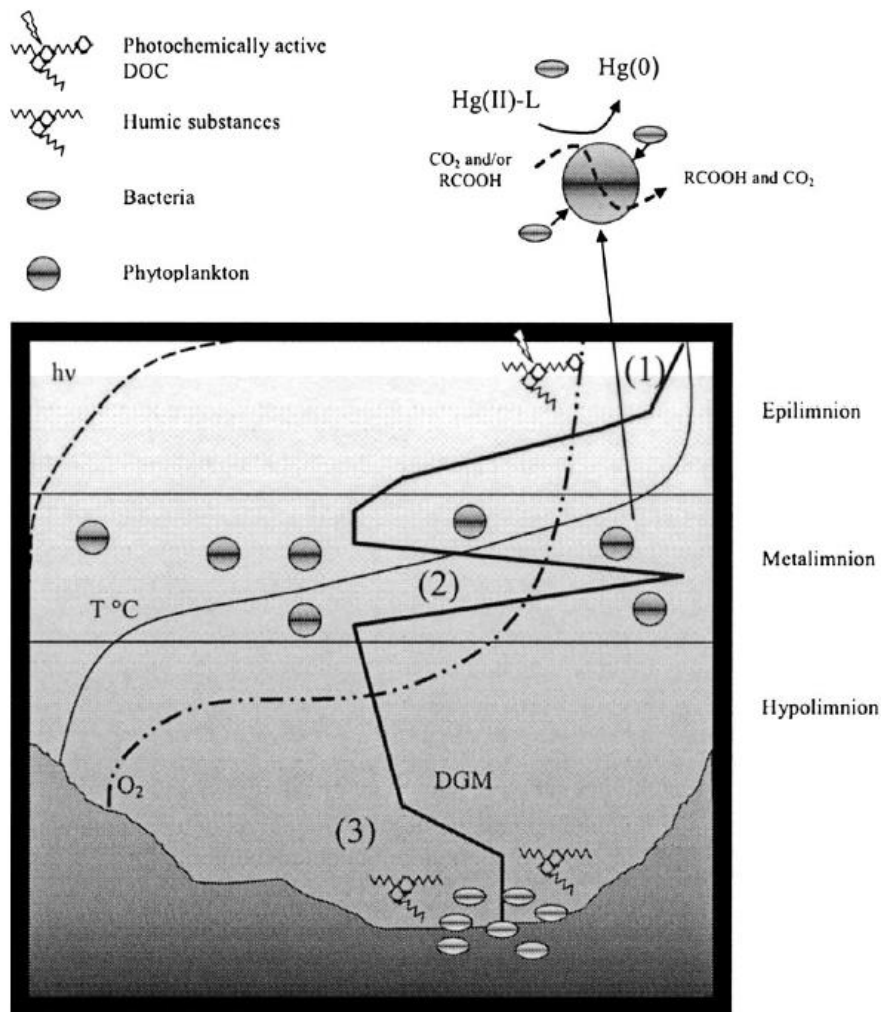 Photochemically active
DOC
Humic substances
Bacteria
Phytoplankton
Hg(0)
Hg(II)-L
CO₂ and/or
RCOOH
RCOOH and CO₂
hν
(1)
Epilimnion
Metalimnion
(2)
T °C
Hypolimnion
O₂
DGM
(3)